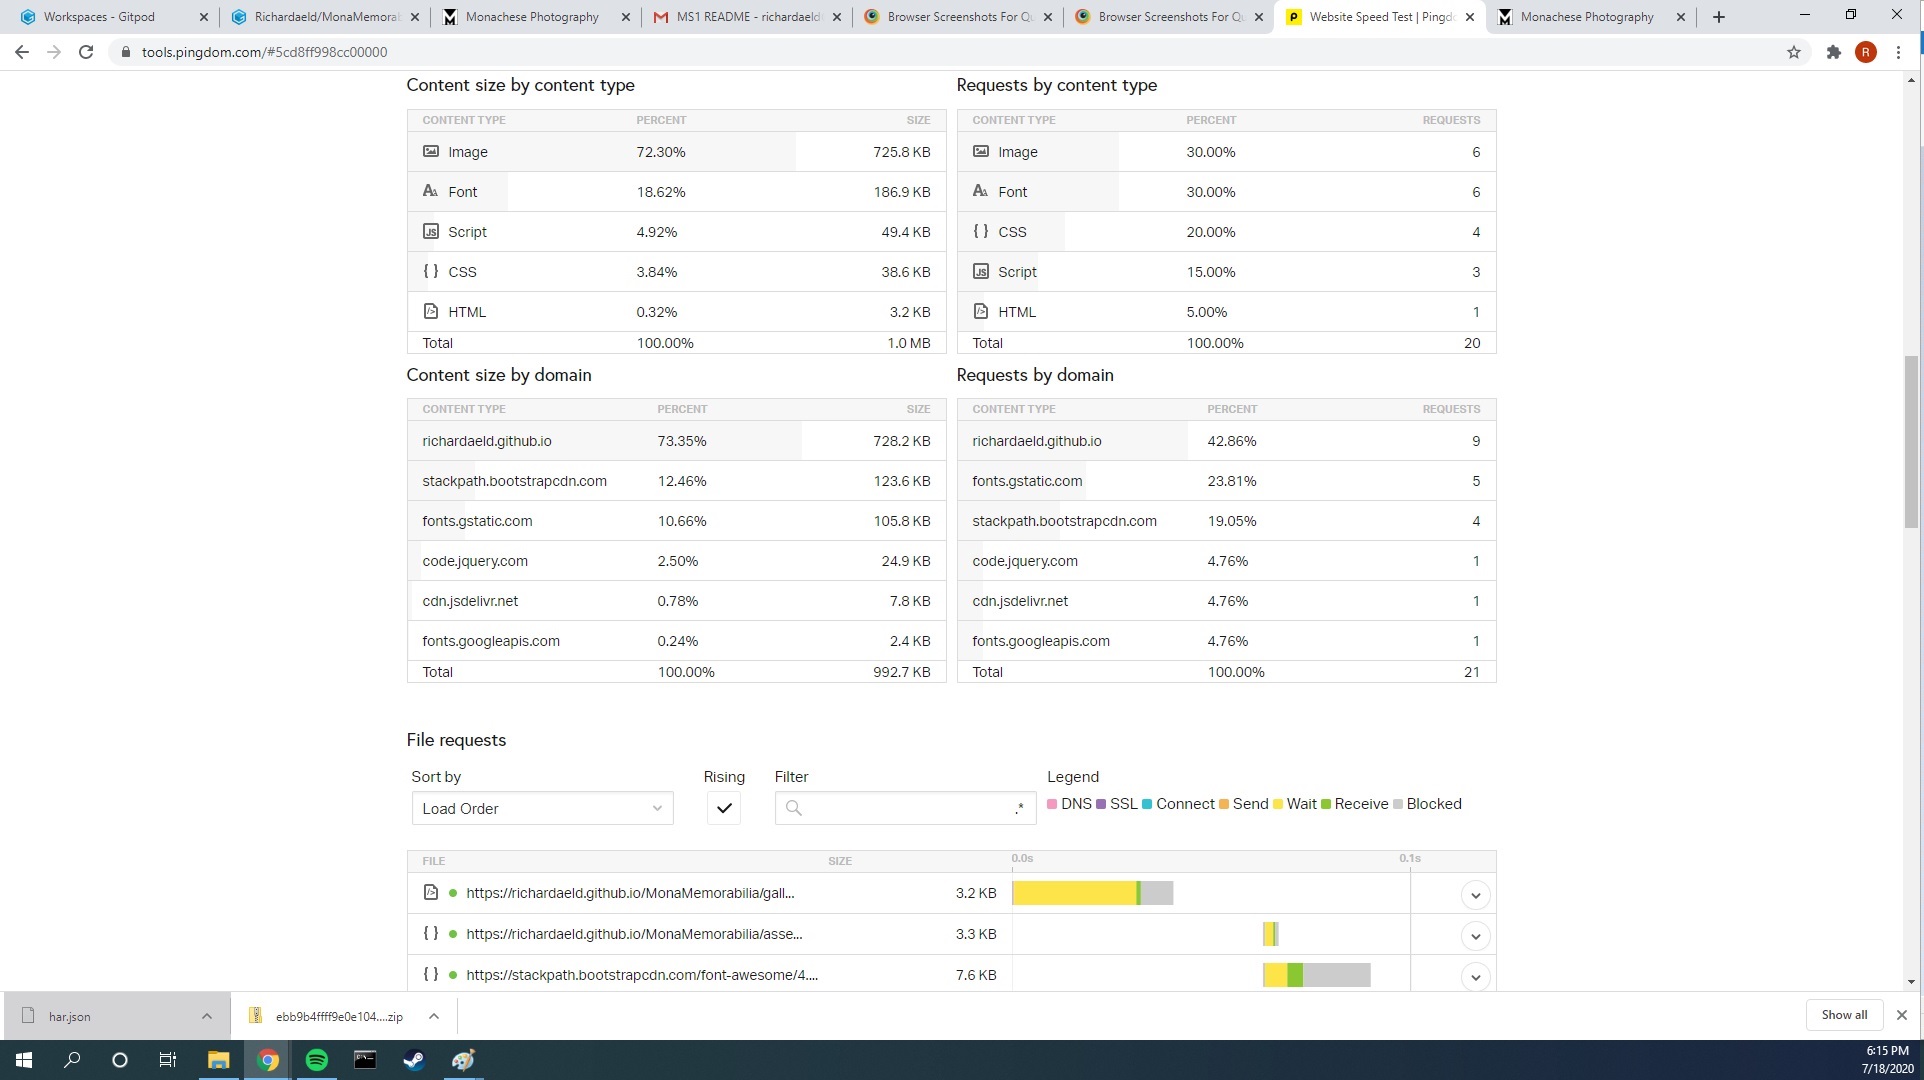 Workspaces - Gitpod
Richardaeld/MonaMemorabi
Monachese Photography
MS1 README - richardaeld
Browser Screenshots For Qu
Browser Screenshots For Qu
Website Speed Test | Pingdo
Monachese Photography
tools.pingdom.com/#5cd8ff998cc00000
R
Content size by content type
CONTENT TYPE PERCENT SIZE
Image 72.30% 725.8 KB
Font 18.62% 186.9 KB
Script 4.92% 49.4 KB
CSS 3.84% 38.6 KB
HTML 0.32% 3.2 KB
Total 100.00% 1.0 MB
Requests by content type
CONTENT TYPE PERCENT REQUESTS
Image 30.00% 6
Font 30.00% 6
CSS 20.00% 4
Script 15.00% 3
HTML 5.00% 1
Total 100.00% 20
Content size by domain
CONTENT TYPE PERCENT SIZE
richardaeld.github.io 73.35% 728.2 KB
stackpath.bootstrapcdn.com 12.46% 123.6 KB
fonts.gstatic.com 10.66% 105.8 KB
code.jquery.com 2.50% 24.9 KB
cdn.jsdelivr.net 0.78% 7.8 KB
fonts.googleapis.com 0.24% 2.4 KB
Total 100.00% 992.7 KB
Requests by domain
CONTENT TYPE PERCENT REQUESTS
richardaeld.github.io 42.86% 9
fonts.gstatic.com 23.81% 5
stackpath.bootstrapcdn.com 19.05% 4
code.jquery.com 4.76% 1
cdn.jsdelivr.net 4.76% 1
fonts.googleapis.com 4.76% 1
Total 100.00% 21
File requests
Sort by Rising Filter Legend
Load Order .* DNS SSL Connect Send Wait Receive Blocked
FILE SIZE 0.0s 0.1s
https://richardaeld.github.io/MonaMemorabilia/gall... 3.2 KB
https://richardaeld.github.io/MonaMemorabilia/asse... 3.3 KB
https://stackpath.bootstrapcdn.com/font-awesome/4.... 7.6 KB
har.json
ebb9b4ffff9e0e104....zip
Show all
6:15 PM
7/18/2020